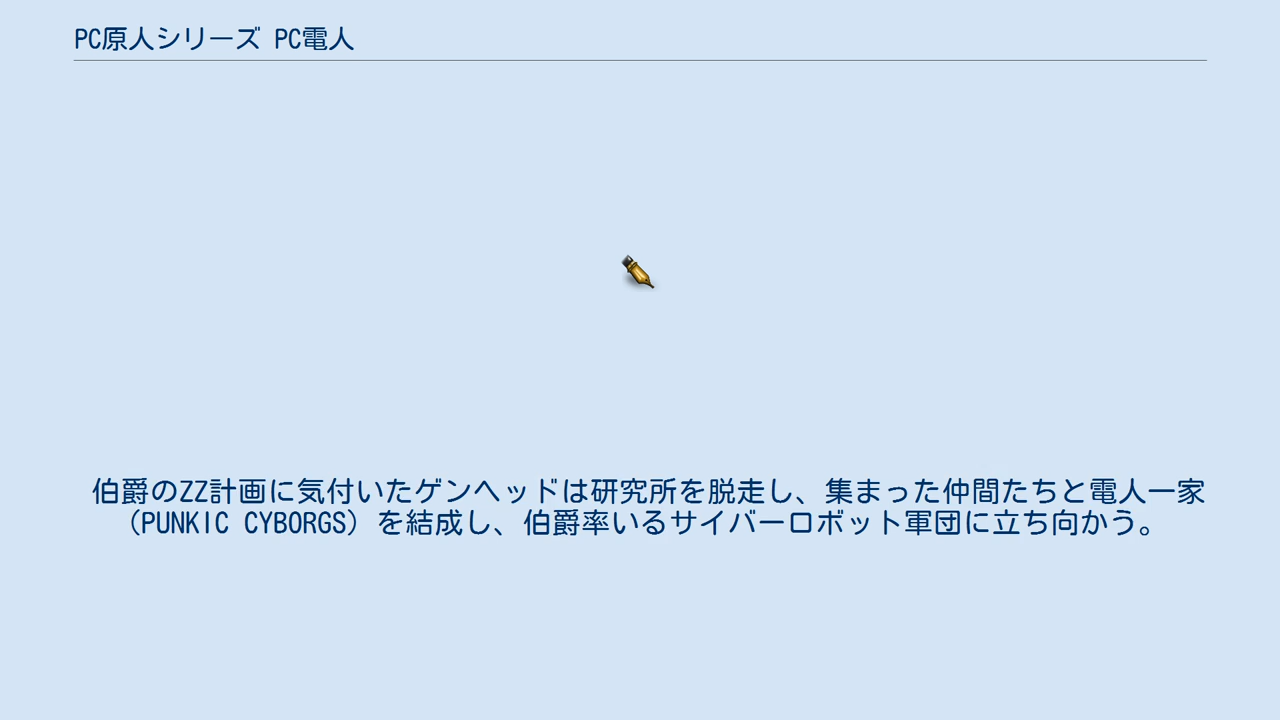 PC原人シリーズ PC電人
伯爵のZZ計画に気付いたゲンヘッドは研究所を脱走し、集まった仲間たちと電人一家
（PUNKIC CYBORGS）を結成し、伯爵率いるサイバーロボット軍団に立ち向かう。